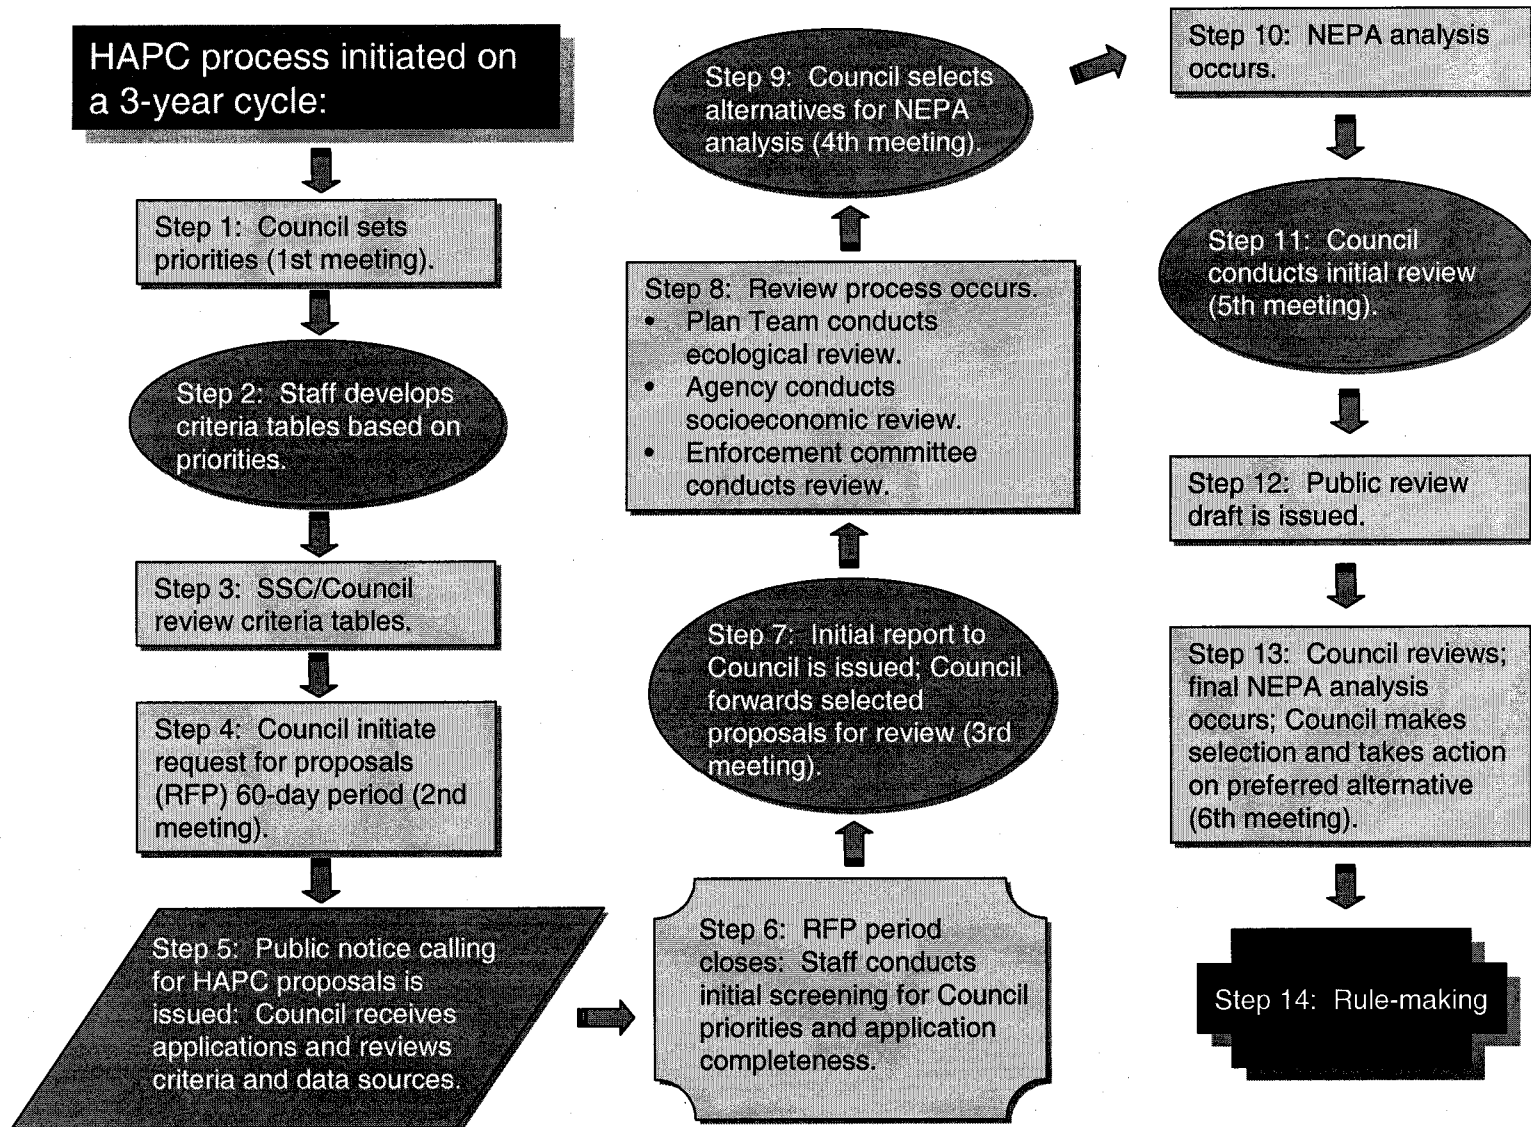 HAPC process initiated on
a 3-year cycle:
Step 1: Council sets
priorities (1st meeting).
Step 2: Staff develops
criteria tables based on
priorities.
Step 3: SSC/Council
review criteria tables.
Step 4: Council initiate
request for proposals
(RFP) 60-day period (2nd
meeting).
Step 5: Public notice calling
for HAPC proposals is
issued: Council receives
applications and reviews
criteria and data sources.
Step 6: RFP period
closes: Staff conducts
initial screening for Council
priorities and application
completeness.
Step 7: Initial report to
Council is issued; Council
forwards selected
proposals for review (3rd
meeting).
Step 8: Review process occurs.
• Plan Team conducts
ecological review.
• Agency conducts
socioeconomic review.
• Enforcement committee
conducts review.
Step 9: Council selects
alternatives for NEPA
analysis (4th meeting).
Step 10: NEPA analysis
occurs.
Step 11: Council
conducts initial review
(5th meeting).
Step 12: Public review
draft is issued.
Step 13: Council reviews;
final NEPA analysis
occurs; Council makes
selection and takes action
on preferred alternative
(6th meeting).
Step 14: Rule-making